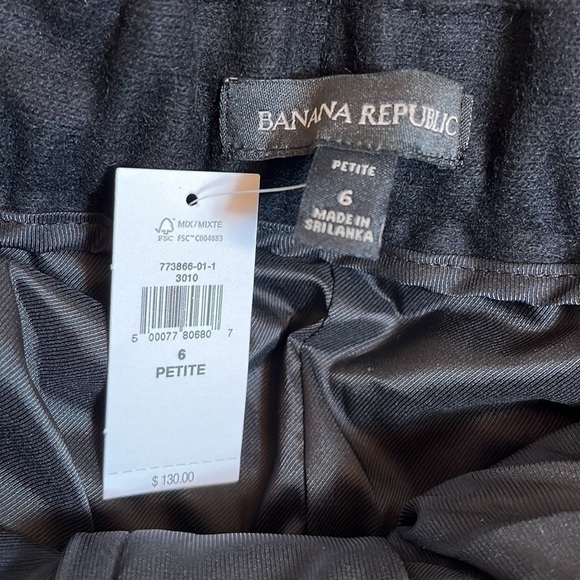 BANANA REPUBLIC
PETITE
6
MADE IN
SRI LANKA
FSC
MIX/MIXTE
FSC™ C004883
773866-01-1
3010
5 00077 80680 7
6
PETITE
$ 130.00